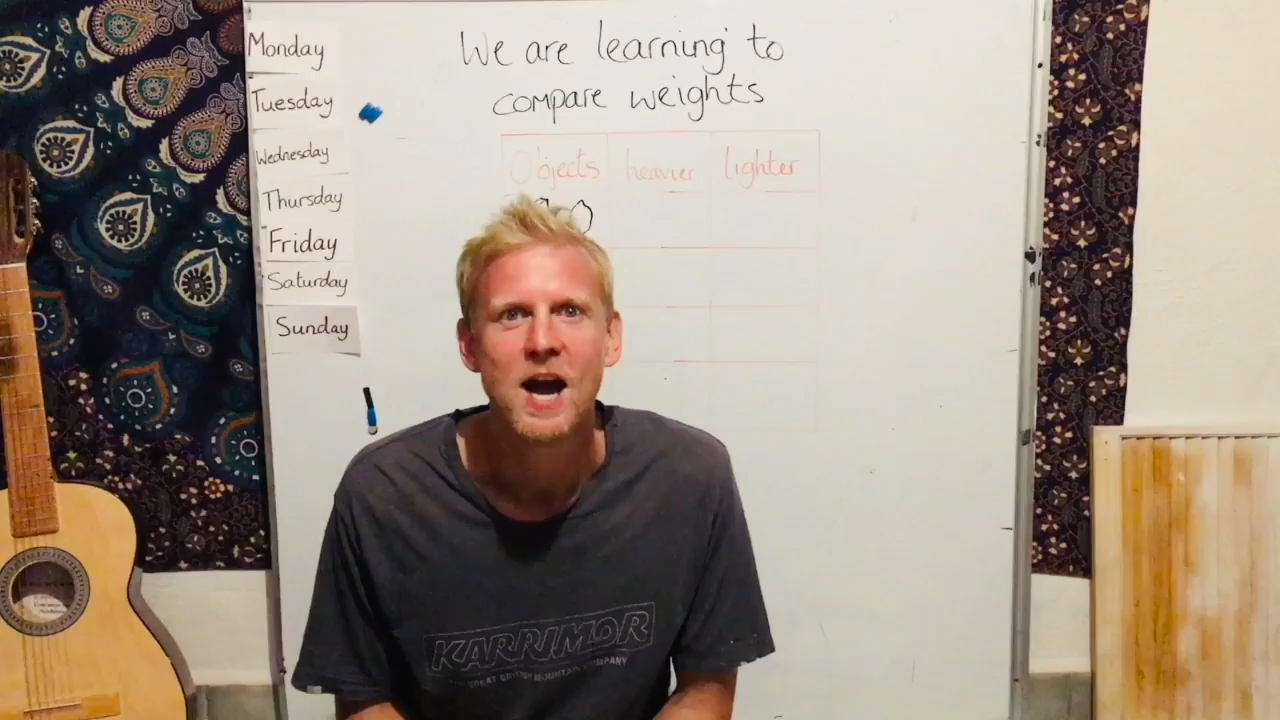 Monday
Tuesday
Wednesday
Thursday
Friday
Saturday
Sunday
We are learning to
compare weights
Objects heavier lighter
KARRIMOR
GREAT BRITISH MOUNTAIN COMPANY